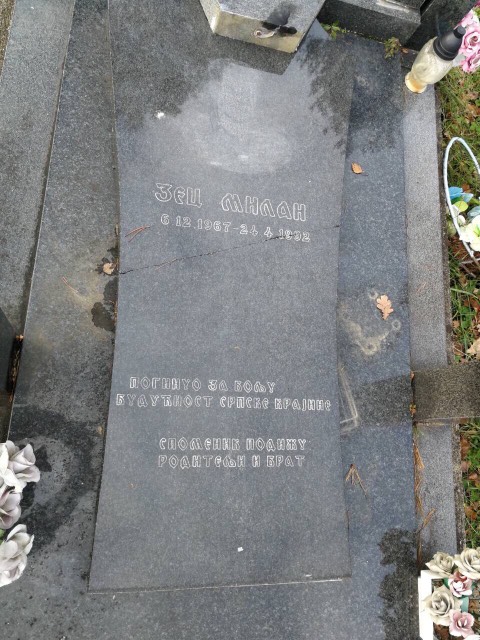 ЗЕЦ МИЛАН
6.12.1967-24.4.1992
ПОГИНУО ЗА БОЉУ
БУДУЋНОСТ СРПСКЕ КРАЈИНЕ
СПОМЕНИК ПОДИЖУ
РОДИТЕЉИ И БРАТ